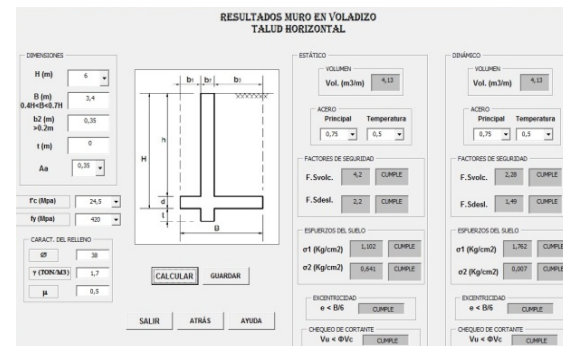 RESULTADOS MURO EN VOLADIZO
TALUD HORIZONTAL
DIMENSIONES
H (m) 6
B (m) 3,4
0.4H<B<0.7H
b2 (m) 0,35
>0.2m
t (m) 0
Aa 0,35
f'c (Mpa) 24,5
fy (Mpa) 420
CARACT. DEL RELLENO
Ø 38
γ (TON/M3) 1,7
μ 0,5
b1 b2 b3
XXXXXXX
h
H
d
t
B
CALCULAR GUARDAR
SALIR ATRÁS AYUDA
ESTÁTICO
VOLUMEN
Vol. (m3/m) 4,13
ACERO
Principal Temperatura
0,75 0,5
FACTORES DE SEGURIDAD
F.Svolc. 4,2 CUMPLE
F.Sdesl. 2,2 CUMPLE
ESFUERZOS DEL SUELO
σ1 (Kg/cm2) 1,102 CUMPLE
σ2 (Kg/cm2) 0,641 CUMPLE
EXCENTRICIDAD
e < B/6 CUMPLE
CHEQUEO DE CORTANTE
Vu < ΦVc CUMPLE
DINÁMICO
VOLUMEN
Vol. (m3/m) 4,13
ACERO
Principal Temperatura
0,75 0,5
FACTORES DE SEGURIDAD
F.Svolc. 2,28 CUMPLE
F.Sdesl. 1,49 CUMPLE
ESFUERZOS DEL SUELO
σ1 (Kg/cm2) 1,762 CUMPLE
σ2 (Kg/cm2) 0,007 CUMPLE
EXCENTRICIDAD
e < B/6 CUMPLE
CHEQUEO DE CORTANTE
Vu < ΦVc CUMPLE